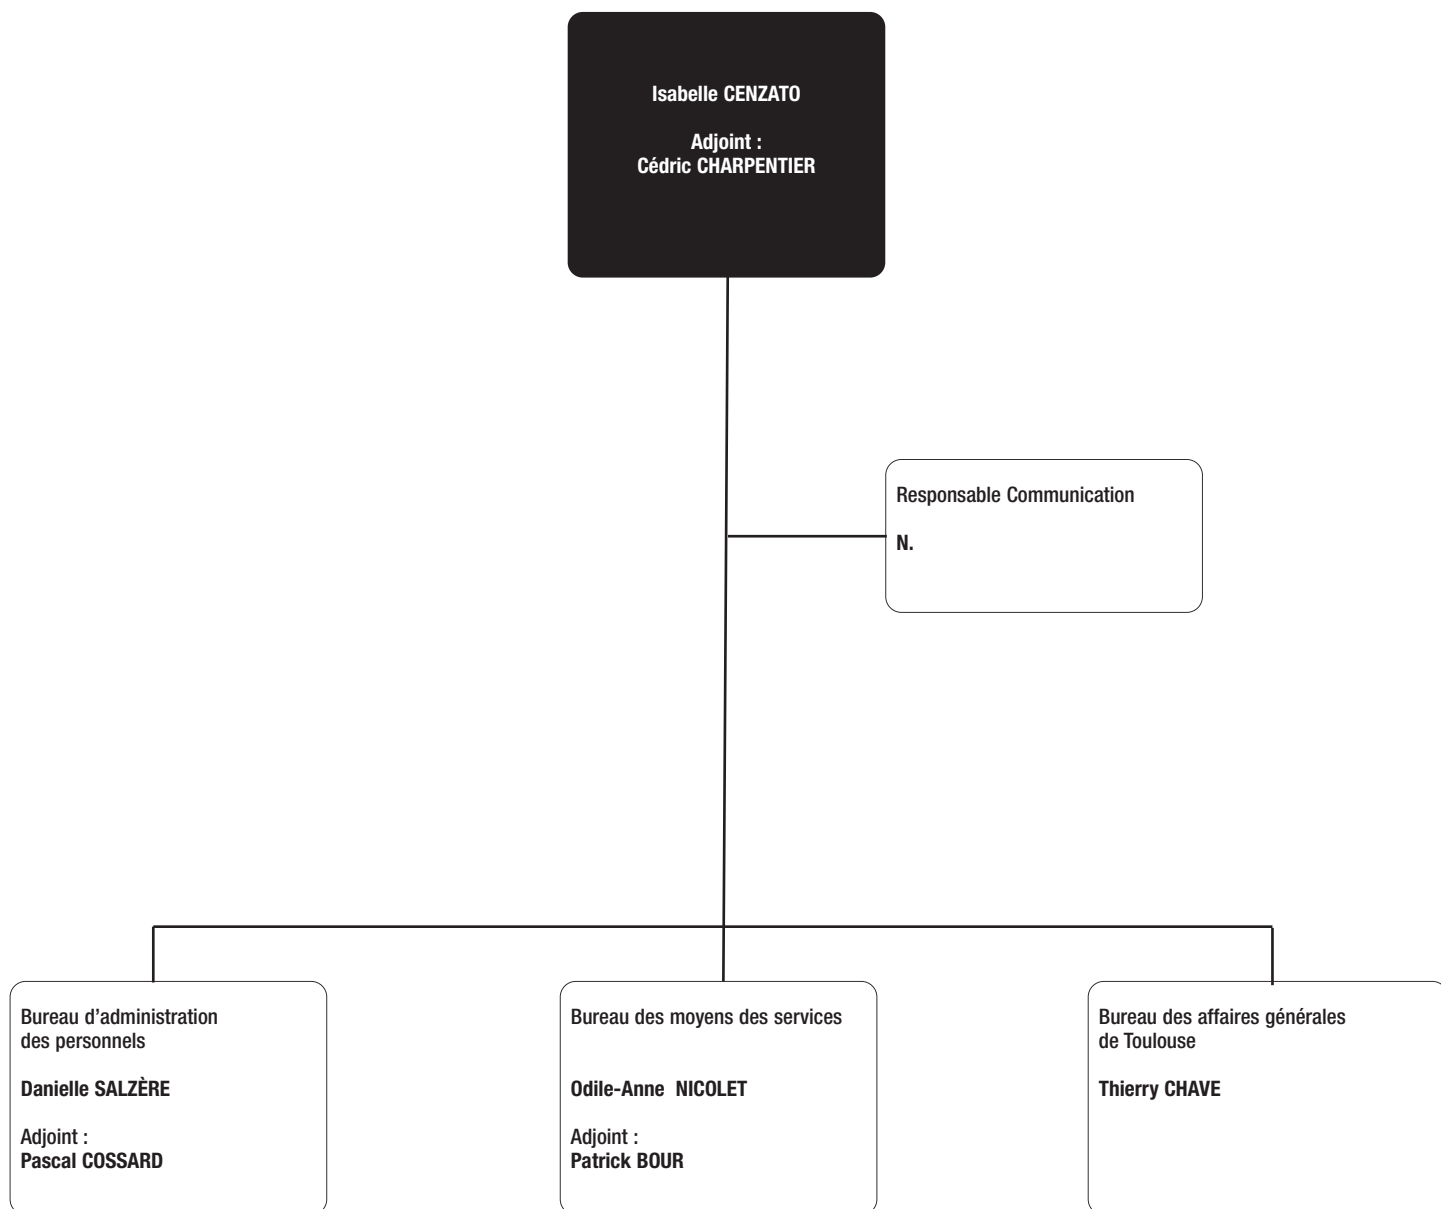 Isabelle CENZATO
Adjoint :
Cédric CHARPENTIER
Responsable Communication
N.
Bureau d’administration
des personnels
Danielle SALZÈRE
Adjoint :
Pascal COSSARD
Bureau des moyens des services
Odile-Anne NICOLET
Adjoint :
Patrick BOUR
Bureau des affaires générales
de Toulouse
Thierry CHAVE